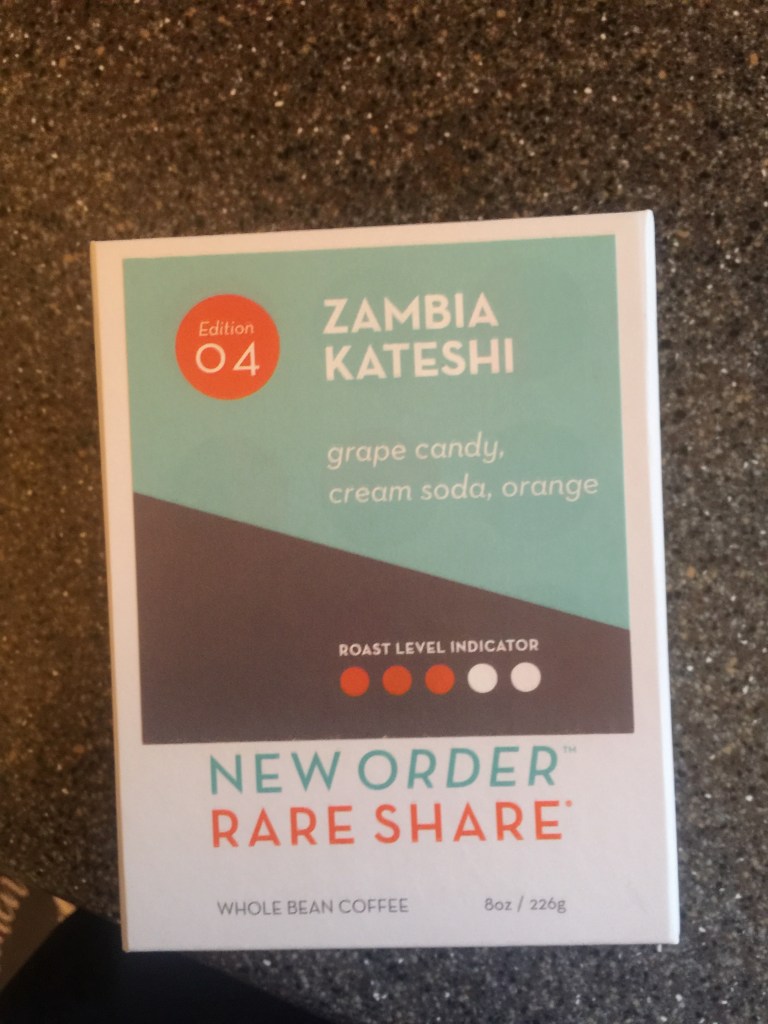 Edition
04
ZAMBIA
KATESHI
grape candy,
cream soda, orange
ROAST LEVEL INDICATOR
NEW ORDER™
RARE SHARE
WHOLE BEAN COFFEE 8oz / 226g